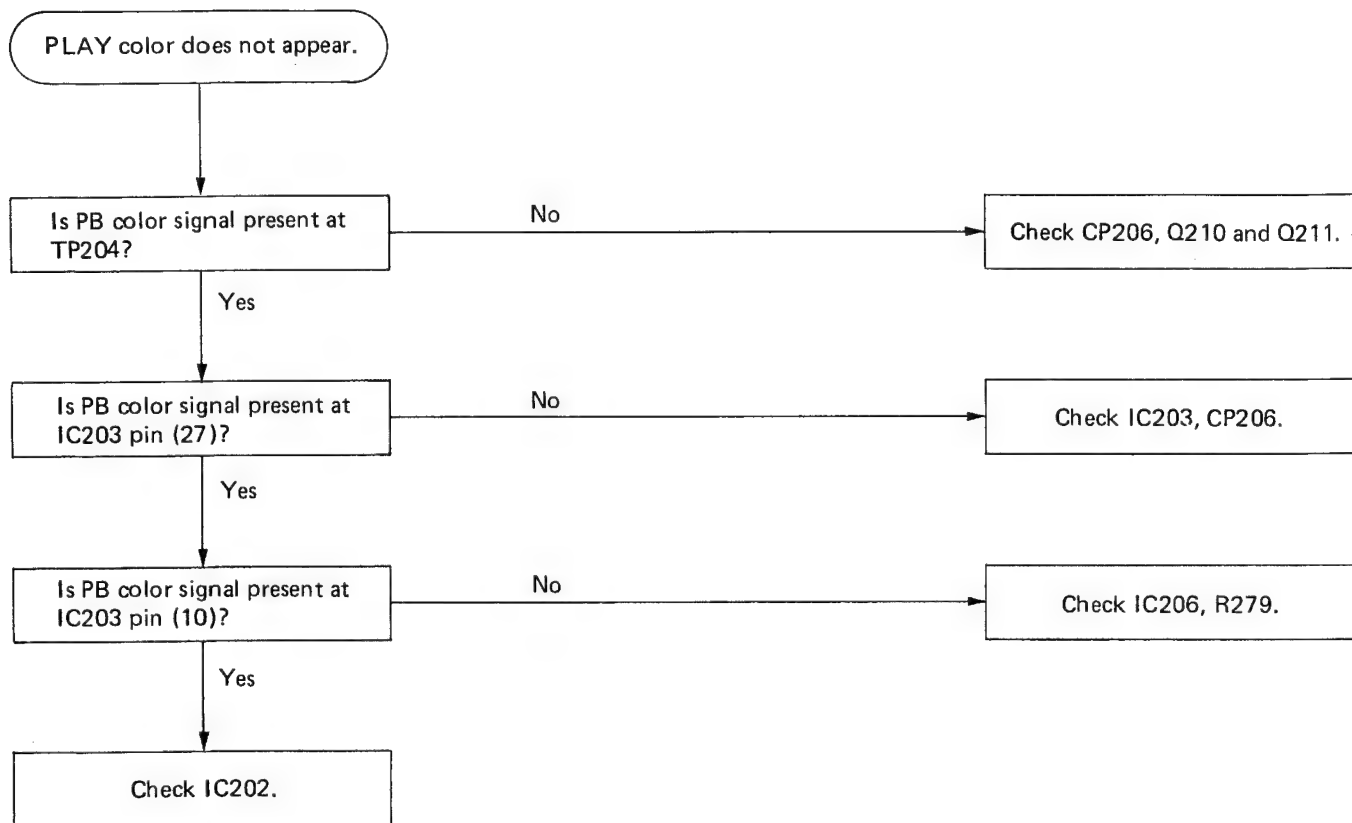 PLAY color does not appear.
Is PB color signal present at
TP204?
No
Check CP206, Q210 and Q211.
Yes
Is PB color signal present at
IC203 pin (27)?
No
Check IC203, CP206.
Yes
Is PB color signal present at
IC203 pin (10)?
No
Check IC206, R279.
Yes
Check IC202.